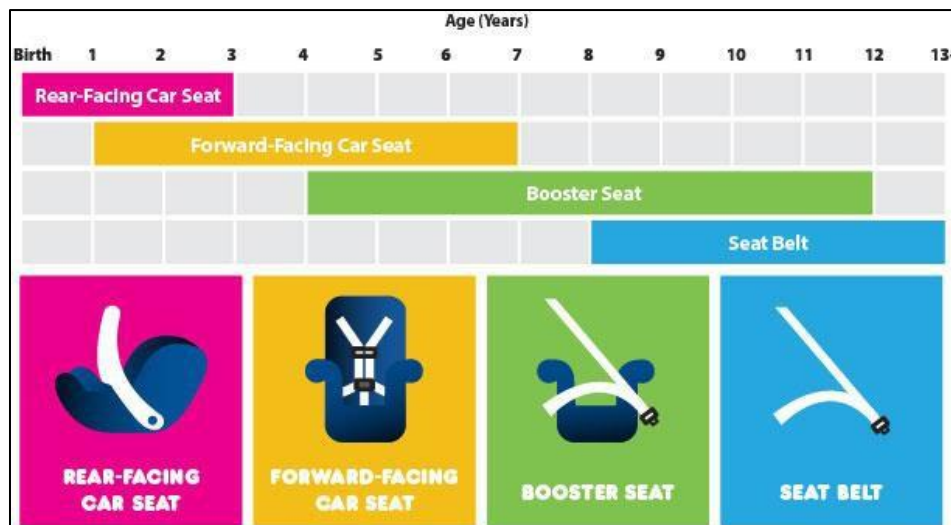 Age (Years)
Birth 1 2 3 4 5 6 7 8 9 10 11 12 13+
Rear-Facing Car Seat
Forward-Facing Car Seat
Booster Seat
Seat Belt
REAR-FACING FORWARD-FACING BOOSTER SEAT SEAT BELT
CAR SEAT CAR SEAT